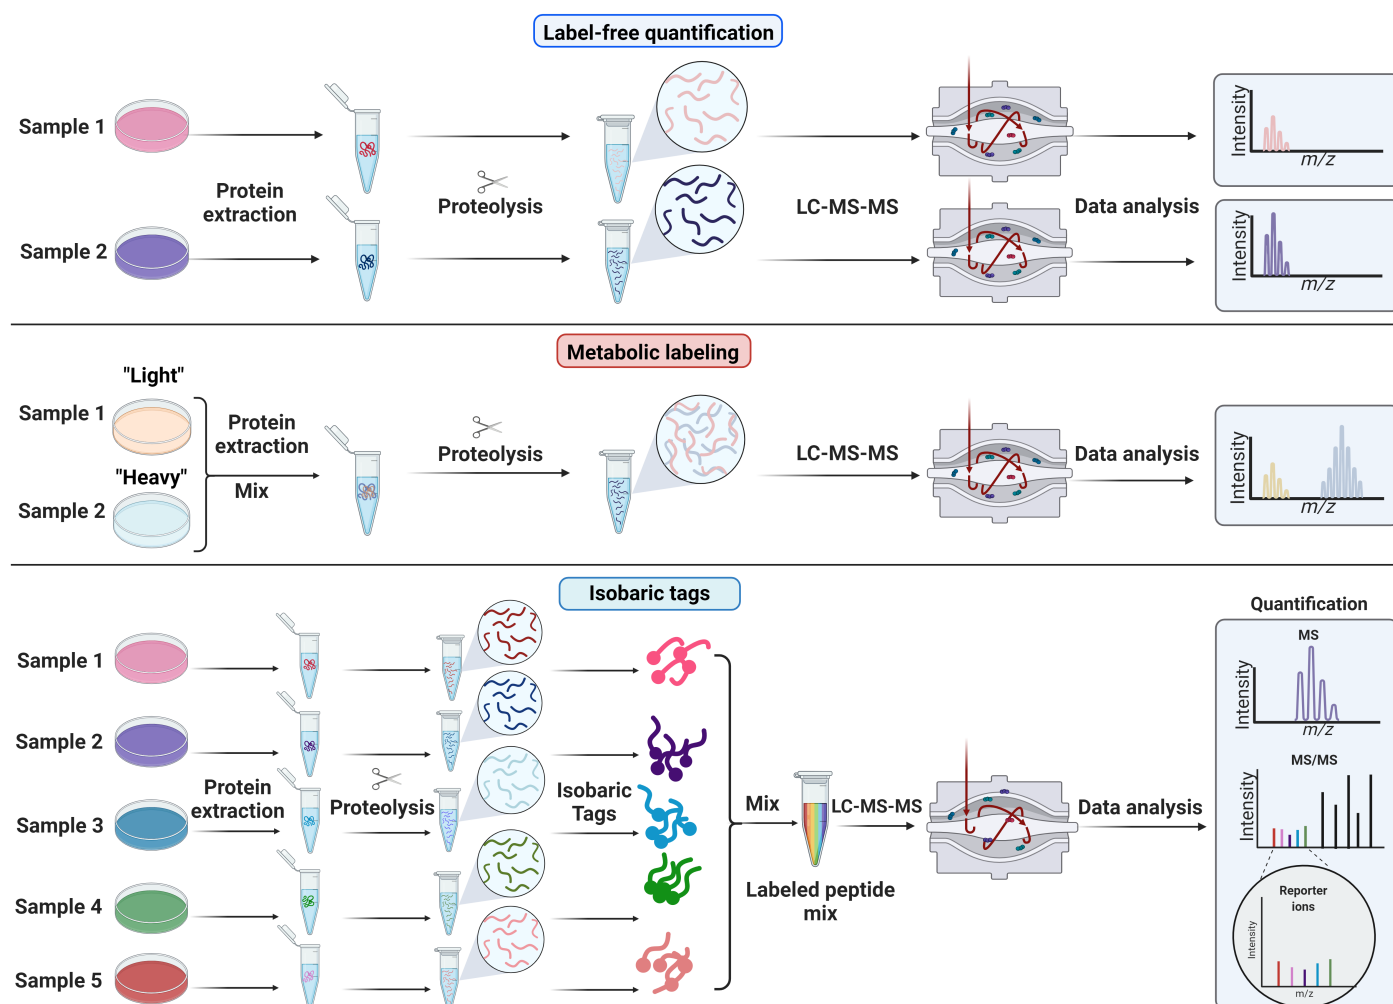 Label-free quantification
Sample 1
Sample 2
Protein
extraction
Proteolysis
LC-MS-MS
Data analysis
Intensity
m/z
Intensity
m/z
Metabolic labeling
"Light"
Sample 1
"Heavy"
Sample 2
Protein
extraction
Mix
Proteolysis
LC-MS-MS
Data analysis
Intensity
m/z
Isobaric tags
Sample 1
Sample 2
Sample 3
Sample 4
Sample 5
Protein
extraction
Proteolysis
Isobaric
Tags
Mix
Labeled peptide
mix
LC-MS-MS
Data analysis
Quantification
MS
Intensity
m/z
MS/MS
Intensity
Reporter
ions
Intensity
m/z